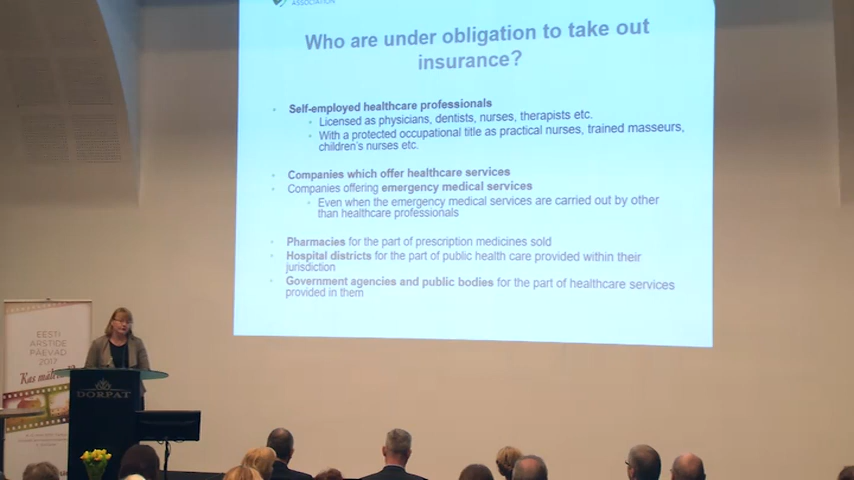 ASSOCIATION
Who are under obligation to take out
insurance?
Self-employed healthcare professionals
Licensed as physicians, dentists, nurses, therapists etc.
With a protected occupational title as practical nurses, trained masseurs,
children's nurses etc.
Companies which offer healthcare services
Companies offering emergency medical services
Even when the emergency medical services are carried out by other
than healthcare professionals
Pharmacies for the part of prescription medicines sold
Hospital districts for the part of public health care provided within their
jurisdiction
Government agencies and public bodies for the part of healthcare services
provided in them
EESTI
ARSTIDE
PÄEVAD
2017
Kas
DORPAT